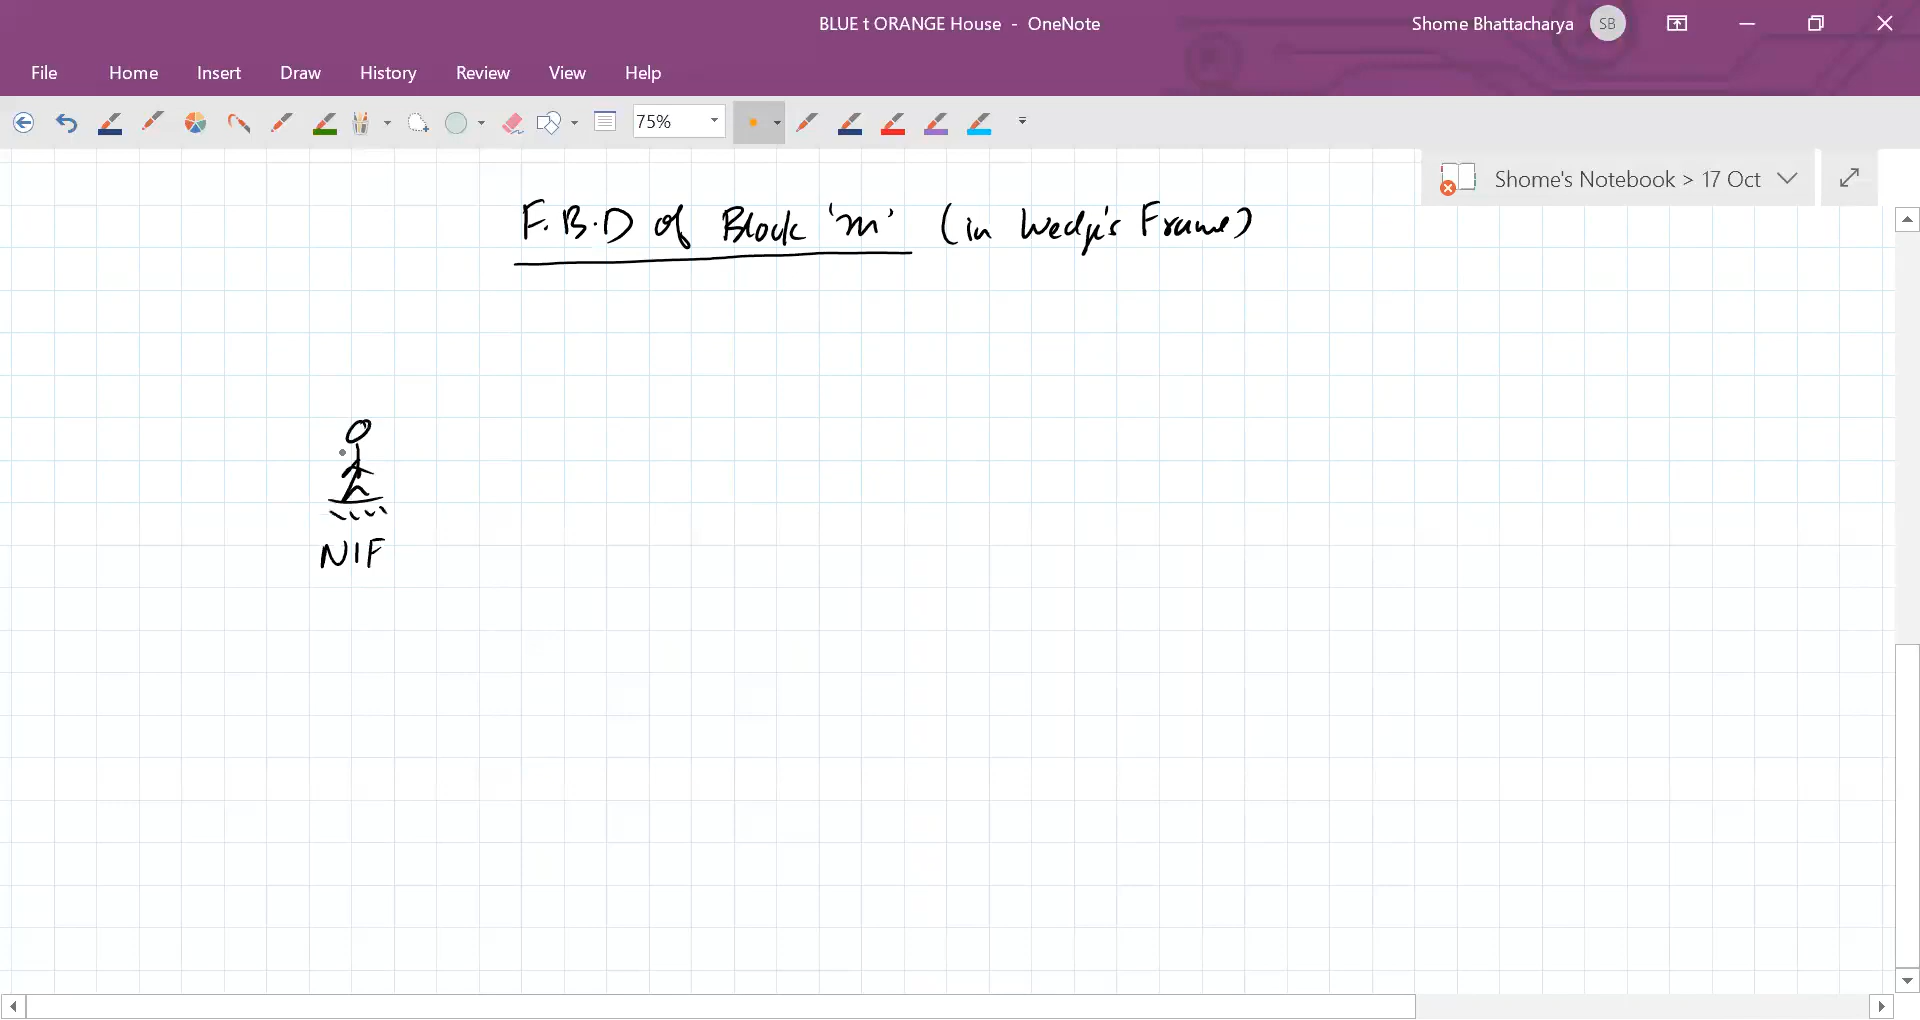 BLUE t ORANGE House - OneNote
Shome Bhattacharya SB
File Home Insert Draw History Review View Help
75%
Shome's Notebook > 17 Oct
F.B.D of Block 'm' (in Wedge's Frame)
NIF